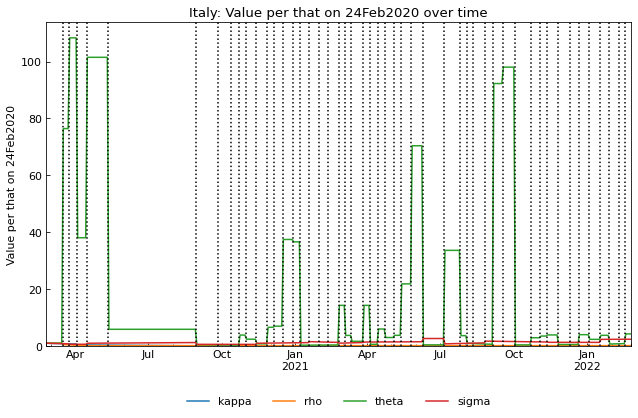 Italy: Value per that on 24Feb2020 over time
Value per that on 24Feb2020
100
80
60
40
20
0
Apr Jul Oct Jan Apr Jul Oct Jan
2021 2022
kappa rho theta sigma